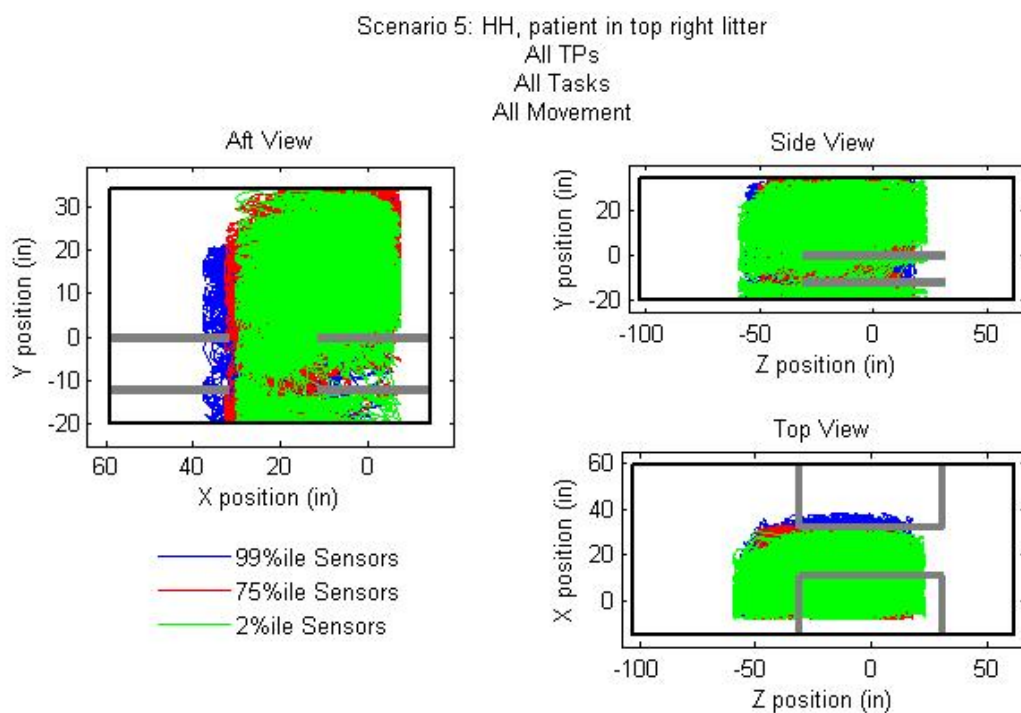 Scenario 5: HH, patient in top right litter
All TPs
All Tasks
All Movement
Aft View
30
20
10
0
-10
-20
Y position (in)
60
40
20
0
X position (in)
Side View
20
0
-20
Y position (in)
-100
-50
0
50
Z position (in)
Top View
60
40
20
0
X position (in)
-100
-50
0
50
Z position (in)
99%ile Sensors
75%ile Sensors
2%ile Sensors